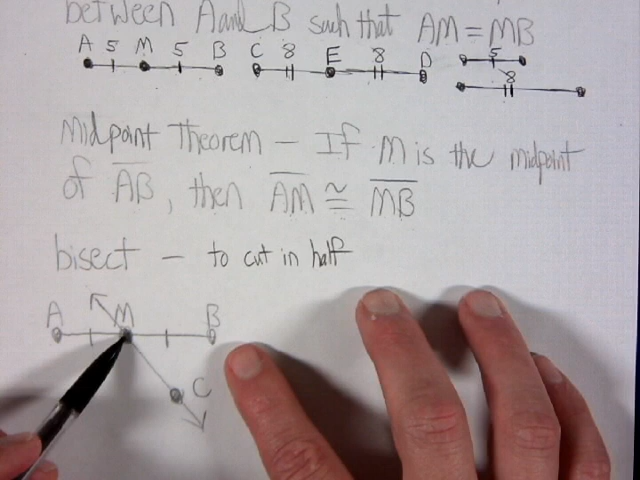 between A and B such that AM = MB
A 5 M 5 B C 8 E 8 D 5
8
Midpoint Theorem — If M is the midpoint
of AB, then AM ≅ MB
bisect — to cut in half
A M B
C